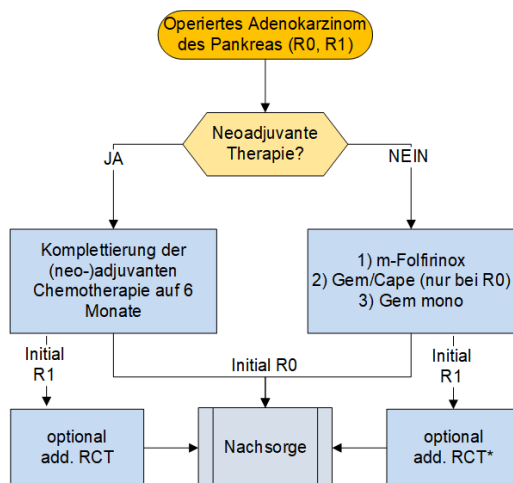 Operiertes Adenokarzinom
des Pankreas (R0, R1)
Neoadjuvante
Therapie?
JA
NEIN
Komplettierung der
(neo-)adjuvanten
Chemotherapie auf 6
Monate
1) m-Folfirinox
2) Gem/Cape (nur bei R0)
3) Gem mono
Initial
R1
Initial R0
Initial
R1
optional
add. RCT
Nachsorge
optional
add. RCT*